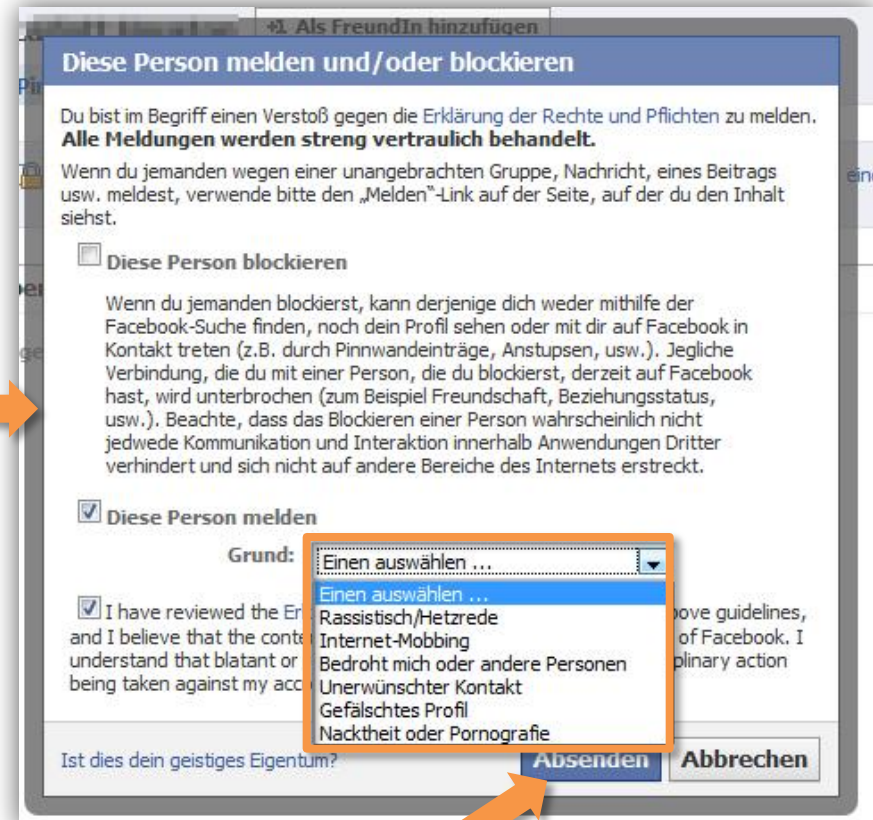 +1 Als FreundIn hinzufügen
Diese Person melden und/oder blockieren
Du bist im Begriff einen Verstoß gegen die Erklärung der Rechte und Pflichten zu melden.
Alle Meldungen werden streng vertraulich behandelt.
Wenn du jemanden wegen einer unangebrachten Gruppe, Nachricht, eines Beitrags
usw. meldest, verwende bitte den „Melden“-Link auf der Seite, auf der du den Inhalt
siehst.
Diese Person blockieren
Wenn du jemanden blockierst, kann derjenige dich weder mithilfe der
Facebook-Suche finden, noch dein Profil sehen oder mit dir auf Facebook in
Kontakt treten (z.B. durch Pinnwandeinträge, Anstupsen, usw.). Jegliche
Verbindung, die du mit einer Person, die du blockierst, derzeit auf Facebook
hast, wird unterbrochen (zum Beispiel Freundschaft, Beziehungsstatus,
usw.). Beachte, dass das Blockieren einer Person wahrscheinlich nicht
jedwede Kommunikation und Interaktion innerhalb Anwendungen Dritter
verhindert und sich nicht auf andere Bereiche des Internets erstreckt.
Diese Person melden
Grund: Einen auswählen ...
Einen auswählen ...
Rassistisch/Hetzrede
Internet-Mobbing
Bedroht mich oder andere Personen
Unerwünschter Kontakt
Gefälschtes Profil
Nacktheit oder Pornografie
I have reviewed the guidelines,
and I believe that the of Facebook. I
understand that blatant or action
being taken against my
Ist dies dein geistiges Eigentum? Absenden Abbrechen